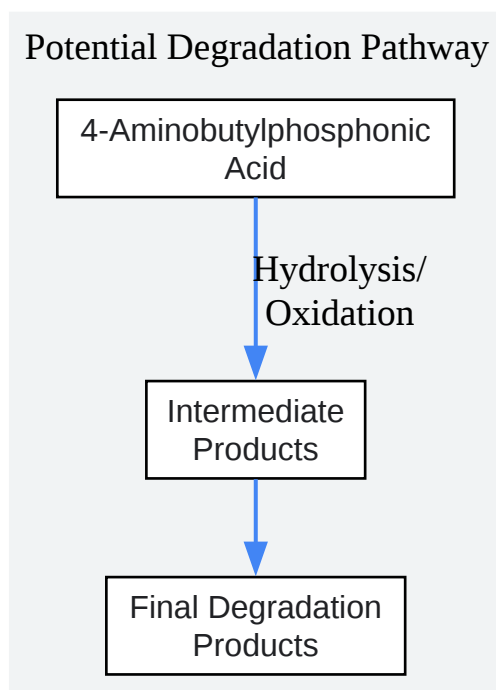 Potential Degradation Pathway
4-Aminobutylphosphonic
Acid
Hydrolysis/
Oxidation
Intermediate
Products
Final Degradation
Products